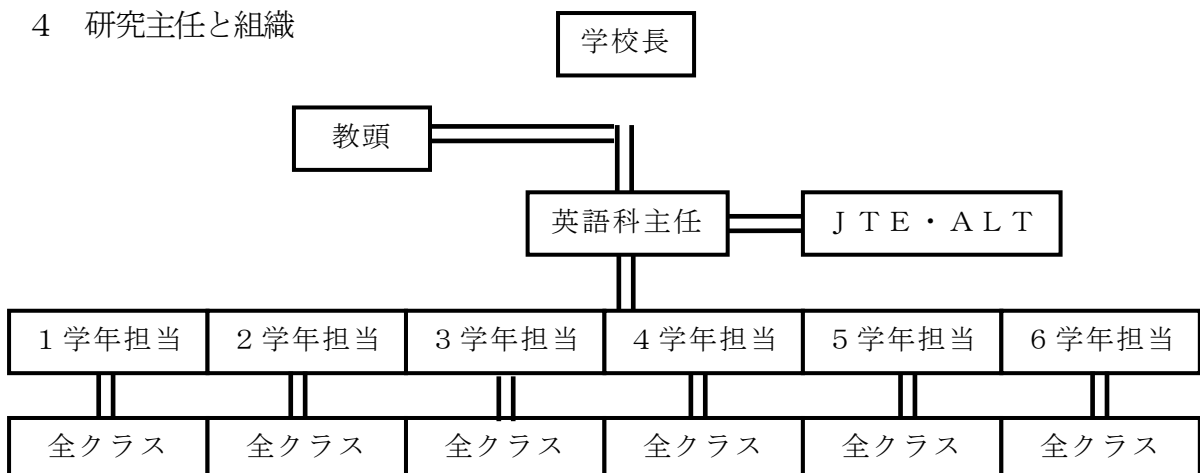 ４　研究主任と組織
学校長
教頭
英語科主任
ＪＴＥ・ＡＬＴ
１学年担当 ２学年担当 ３学年担当 ４学年担当 ５学年担当 ６学年担当
全クラス 全クラス 全クラス 全クラス 全クラス 全クラス